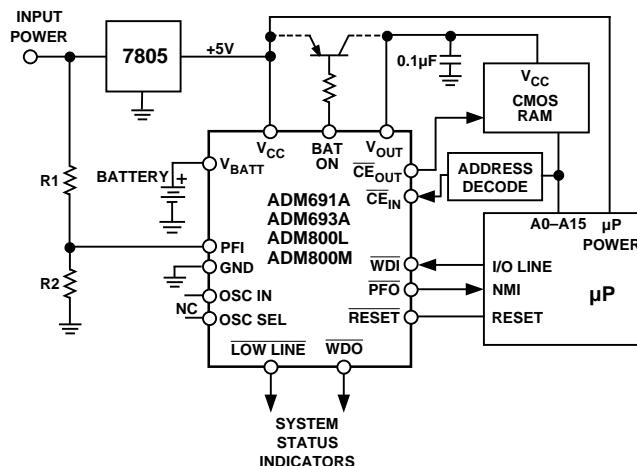 INPUT
POWER
7805
+5V
0.1µF
VCC
CMOS
RAM
VCC
BAT
ON
VOUT
CEOUT
ADDRESS
DECODE
VBATT
BATTERY
+
R1
CEIN
ADM691A
ADM693A
ADM800L
ADM800M
A0–A15
µP
POWER
PFI
GND
WDI
I/O LINE
µP
R2
OSC IN
NC
OSC SEL
PFO
NMI
RESET
RESET
LOW LINE
WDO
SYSTEM
STATUS
INDICATORS